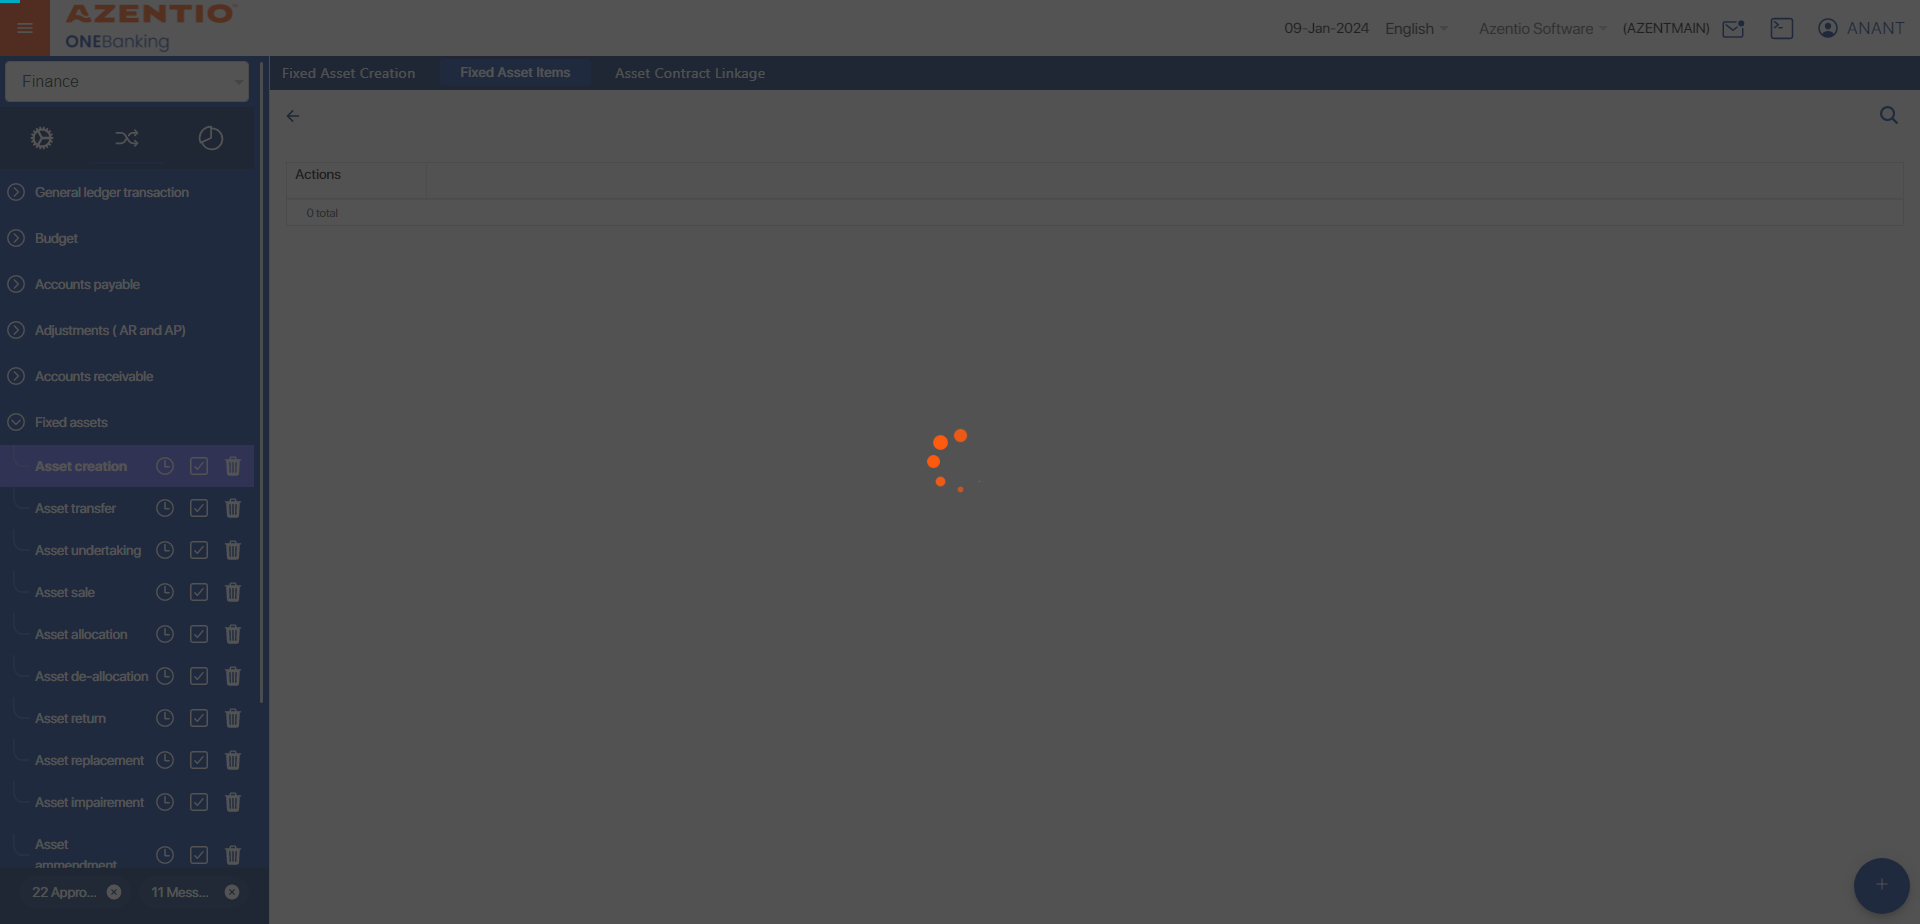 AZENTIO
ONEBanking
09-Jan-2024
English
Azentio Software
(AZENTMAIN)
ANANT
Finance
Fixed Asset Creation
Fixed Asset Items
Asset Contract Linkage
Actions
0 total
General ledger transaction
Budget
Accounts payable
Adjustments ( AR and AP)
Accounts receivable
Fixed assets
Asset creation
Asset transfer
Asset undertaking
Asset sale
Asset allocation
Asset de-allocation
Asset return
Asset replacement
Asset impairement
Asset
ammendment
22 Appro...
11 Mess...